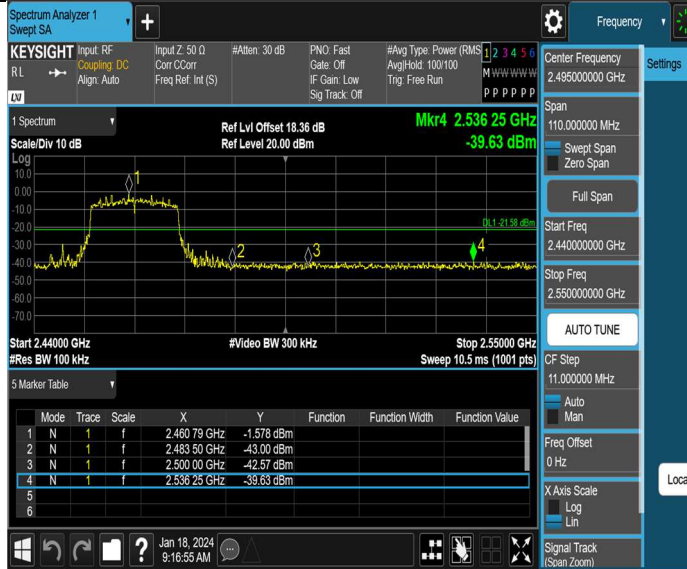 Spectrum Analyzer 1
Swept SA
+
Frequency
KEYSIGHT
RL
LXI
Input: RF
Coupling: DC
Align: Auto
Input Z: 50 Ω
Corr CCorr
Freq Ref: Int (S)
#Atten: 30 dB
PNO: Fast
Gate: Off
IF Gain: Low
Sig Track: Off
#Avg Type: Power (RMS
Avg|Hold: 100/100
Trig: Free Run
1 2 3 4 5 6
M W W W W W
P P P P P P
1 Spectrum
Scale/Div 10 dB
Ref Lvl Offset 18.36 dB
Ref Level 20.00 dBm
Mkr4 2.536 25 GHz
-39.63 dBm
Log
10.0
0.00
-10.0
-20.0
-30.0
-40.0
-50.0
-60.0
-70.0
1
2
3
4
DL1 -21.58 dBm
Start 2.44000 GHz
#Res BW 100 kHz
#Video BW 300 kHz
Stop 2.55000 GHz
Sweep 10.5 ms (1001 pts)
5 Marker Table
Mode Trace Scale X Y Function Function Width Function Value
1 N 1 f 2.460 79 GHz -1.578 dBm
2 N 1 f 2.483 50 GHz -43.00 dBm
3 N 1 f 2.500 00 GHz -42.57 dBm
4 N 1 f 2.536 25 GHz -39.63 dBm
5
6
?
Jan 18, 2024
9:16:55 AM
Center Frequency
2.495000000 GHz
Settings
Span
110.000000 MHz
Swept Span
Zero Span
Full Span
Start Freq
2.440000000 GHz
Stop Freq
2.550000000 GHz
AUTO TUNE
CF Step
11.000000 MHz
Auto
Man
Freq Offset
0 Hz
X Axis Scale
Log
Lin
Signal Track
(Span Zoom)
Loca